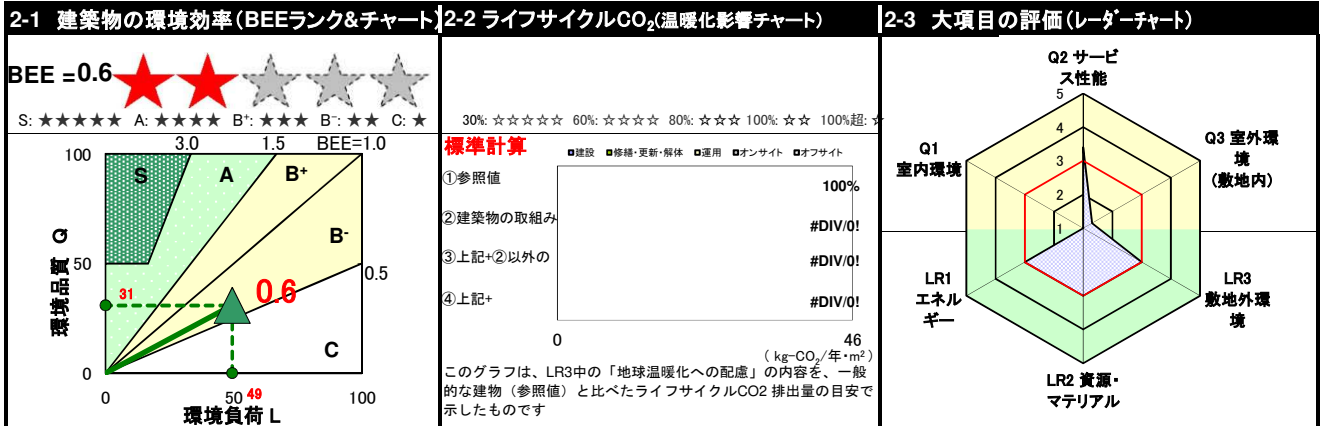 2-1 建築物の環境効率（BEEランク&チャート）
BEE = 0.6
S: ★★★★★ A: ★★★★ B+: ★★★ B-: ★★ C: ★
3.0 1.5 BEE=1.0
100
S A B+
B-
50
0.5
31
0.6
C
0
環境品質 Q
0 50 49 100
環境負荷 L
2-2 ライフサイクルCO2(温暖化影響チャート)
30%: ☆☆☆☆☆ 60%: ☆☆☆☆ 80%: ☆☆☆ 100%: ☆☆ 100%超: ☆
標準計算
建設 修繕・更新・解体 運用 オンサイト オフサイト
①参照値 100%
②建築物の取組み #DIV/0!
③上記+②以外の #DIV/0!
④上記+ #DIV/0!
0 46
( kg-CO2/年・m2 )
このグラフは、LR3中の「地球温暖化への配慮」の内容を、一般
的な建物（参照値）と比べたライフサイクルCO2 排出量の目安で
示したものです
2-3 大項目の評価（レーダーチャート）
Q2 サービ
ス性能
5
4
3
2
1
Q1
室内環境
Q3 室外環
境
（敷地内）
LR1
エネル
ギー
LR3
敷地外環
境
LR2 資源・
マテリアル